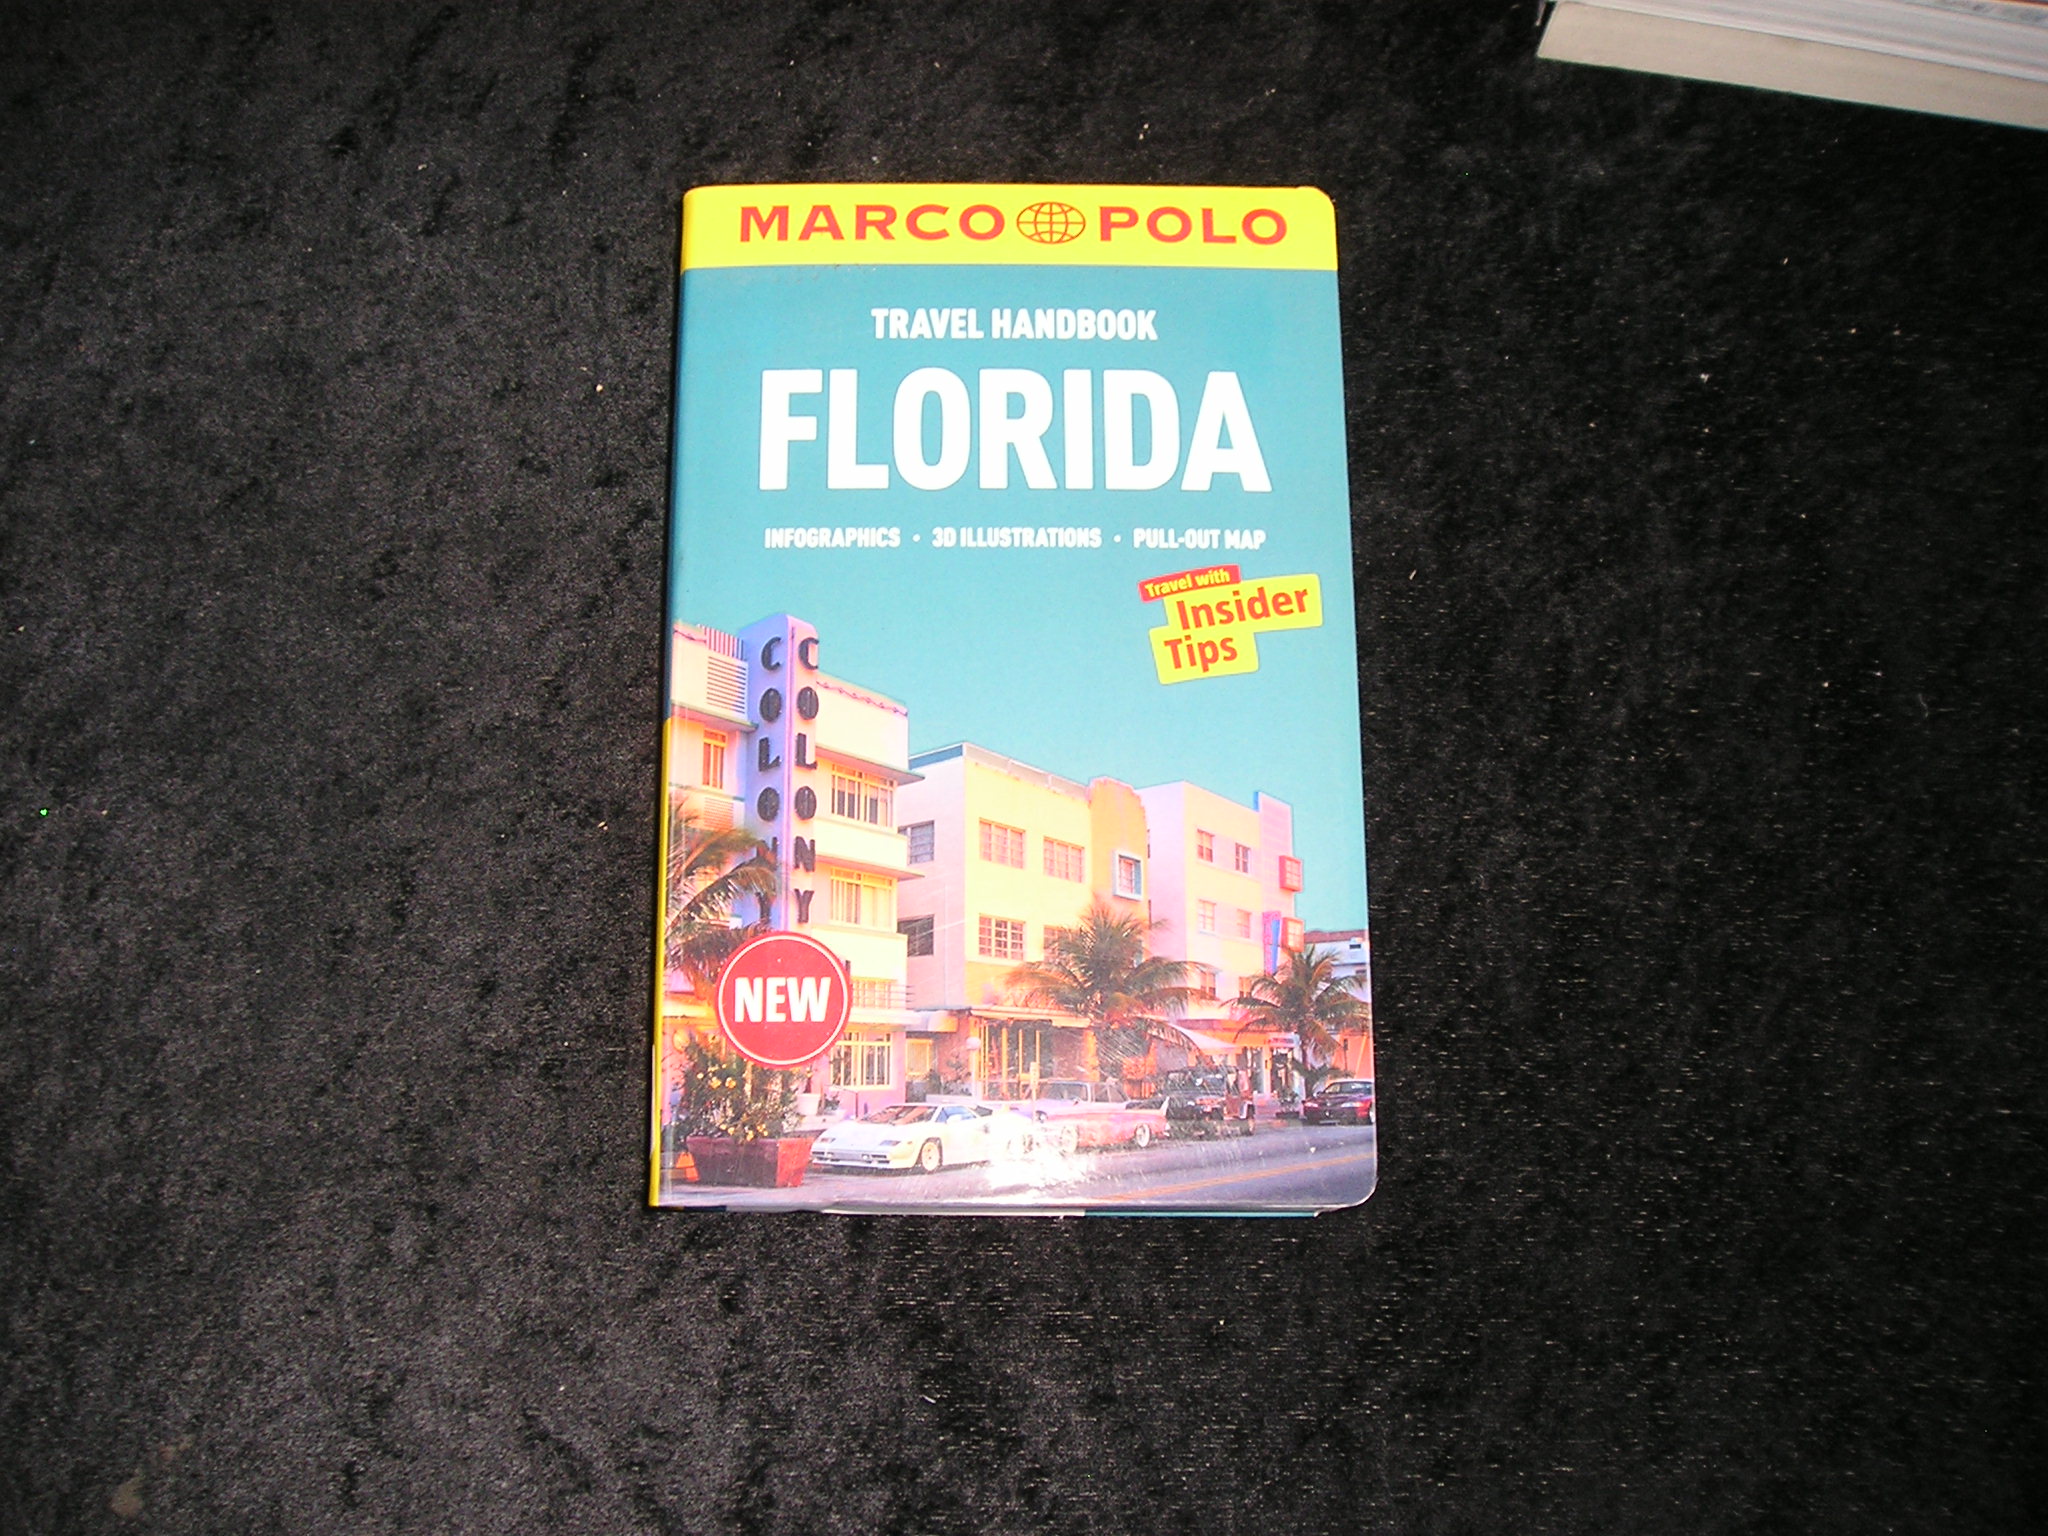 MARCO POLO
TRAVEL HANDBOOK
FLORIDA
INFOGRAPHICS • 3D ILLUSTRATIONS • PULL-OUT MAP
Travel with
Insider
Tips
COLONY
COLONY
NEW